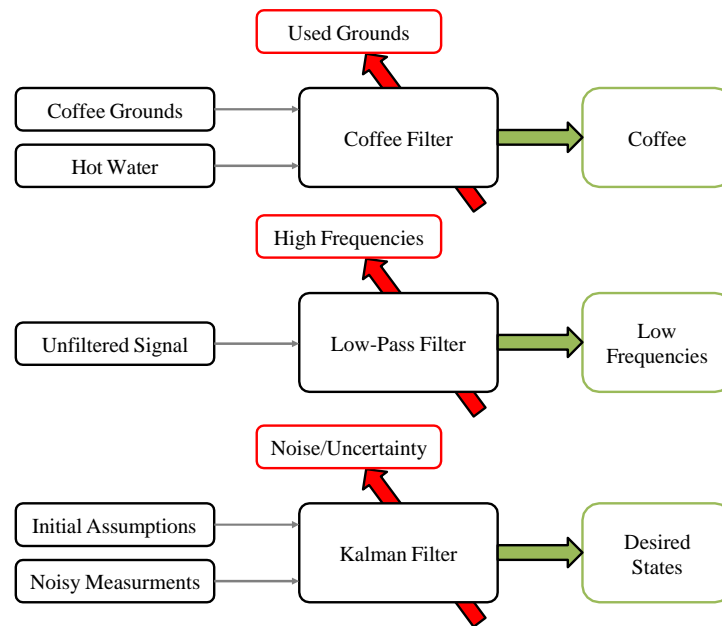 Used Grounds
Coffee Grounds
Hot Water
Coffee Filter
Coffee
High Frequencies
Unfiltered Signal
Low-Pass Filter
Low
Frequencies
Noise/Uncertainty
Initial Assumptions
Noisy Measurments
Kalman Filter
Desired
States